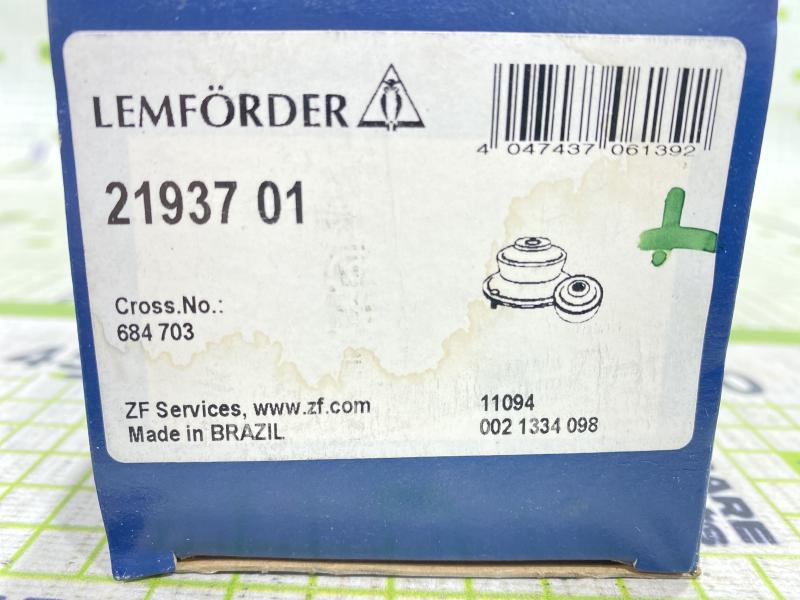 LEMFÖRDER
4 047437 061392
21937 01
Cross.No.:
684 703
ZF Services, www.zf.com
Made in BRAZIL
11094
002 1334 098